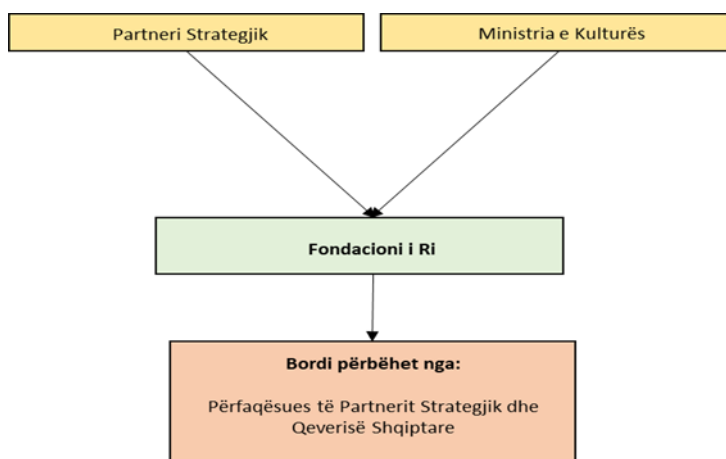 Partneri Strategjik
Ministria e Kulturës
Fondacioni i Ri
Bordi përbëhet nga:
Përfaqësues të Partnerit Strategjik dhe
Qeverisë Shqiptare